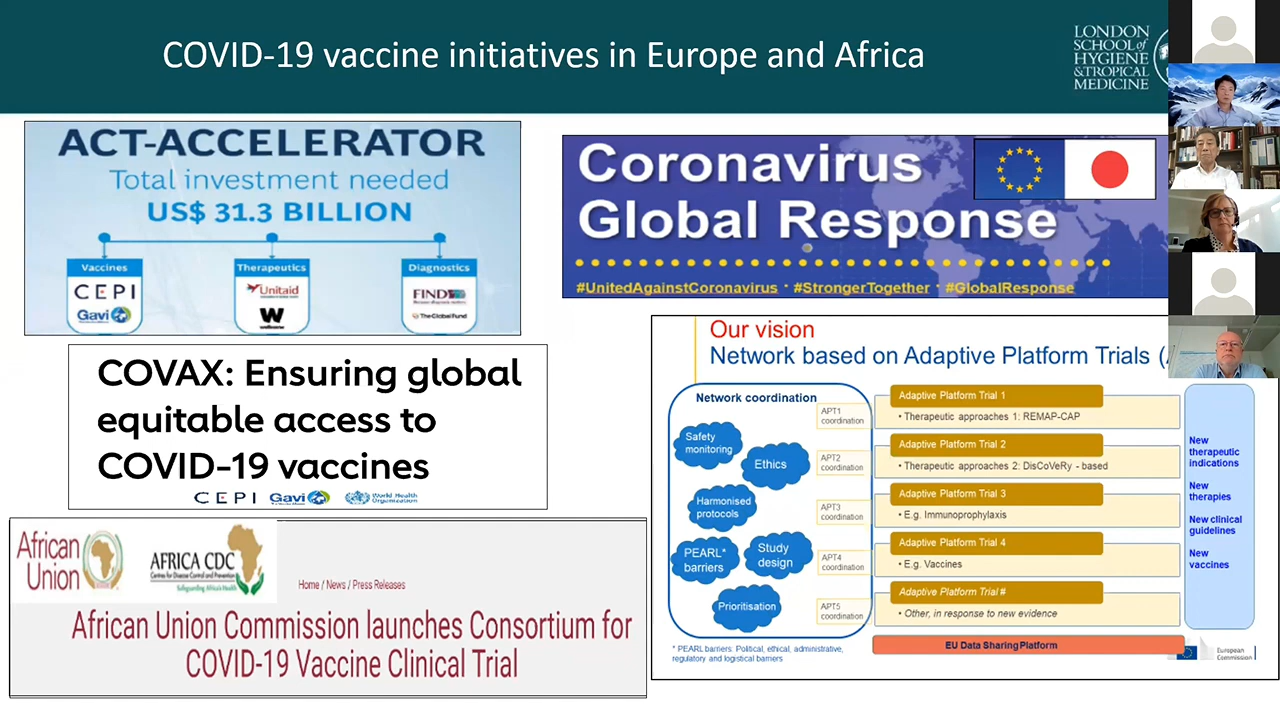 COVID-19 vaccine initiatives in Europe and Africa
LONDON
SCHOOL of
HYGIENE
& TROPICAL
MEDICINE
ACT-ACCELERATOR
Total investment needed
US$ 31.3 BILLION
Vaccines
Therapeutics
Diagnostics
CEPI
Gavi
Unitaid
W
wellcome
FIND
The Global Fund
Coronavirus
Global Response
#UnitedAgainstCoronavirus · #StrongerTogether · #GlobalResponse
COVAX: Ensuring global
equitable access to
COVID-19 vaccines
CEPI Gavi World Health Organization
African
Union
AFRICA CDC
Centres for Disease Control and Prevention
Safeguarding Africa's Health
Home / News / Press Releases
African Union Commission launches Consortium for
COVID-19 Vaccine Clinical Trial
Our vision
Network based on Adaptive Platform Trials (
Network coordination
Safety
monitoring
Ethics
Harmonised
protocols
PEARL*
barriers
Study
design
Prioritisation
APT1
coordination
APT2
coordination
APT3
coordination
APT4
coordination
APT5
coordination
Adaptive Platform Trial 1
• Therapeutic approaches 1: REMAP-CAP
Adaptive Platform Trial 2
• Therapeutic approaches 2: DisCoVeRy - based
Adaptive Platform Trial 3
• E.g. Immunoprophylaxis
Adaptive Platform Trial 4
• E.g. Vaccines
Adaptive Platform Trial #
• Other, in response to new evidence
New
therapeutic
indications
New
therapies
New clinical
guidelines
New
vaccines
EU Data Sharing Platform
* PEARL barriers: Political, ethical, administrative,
regulatory and logistical barriers
European
Commission